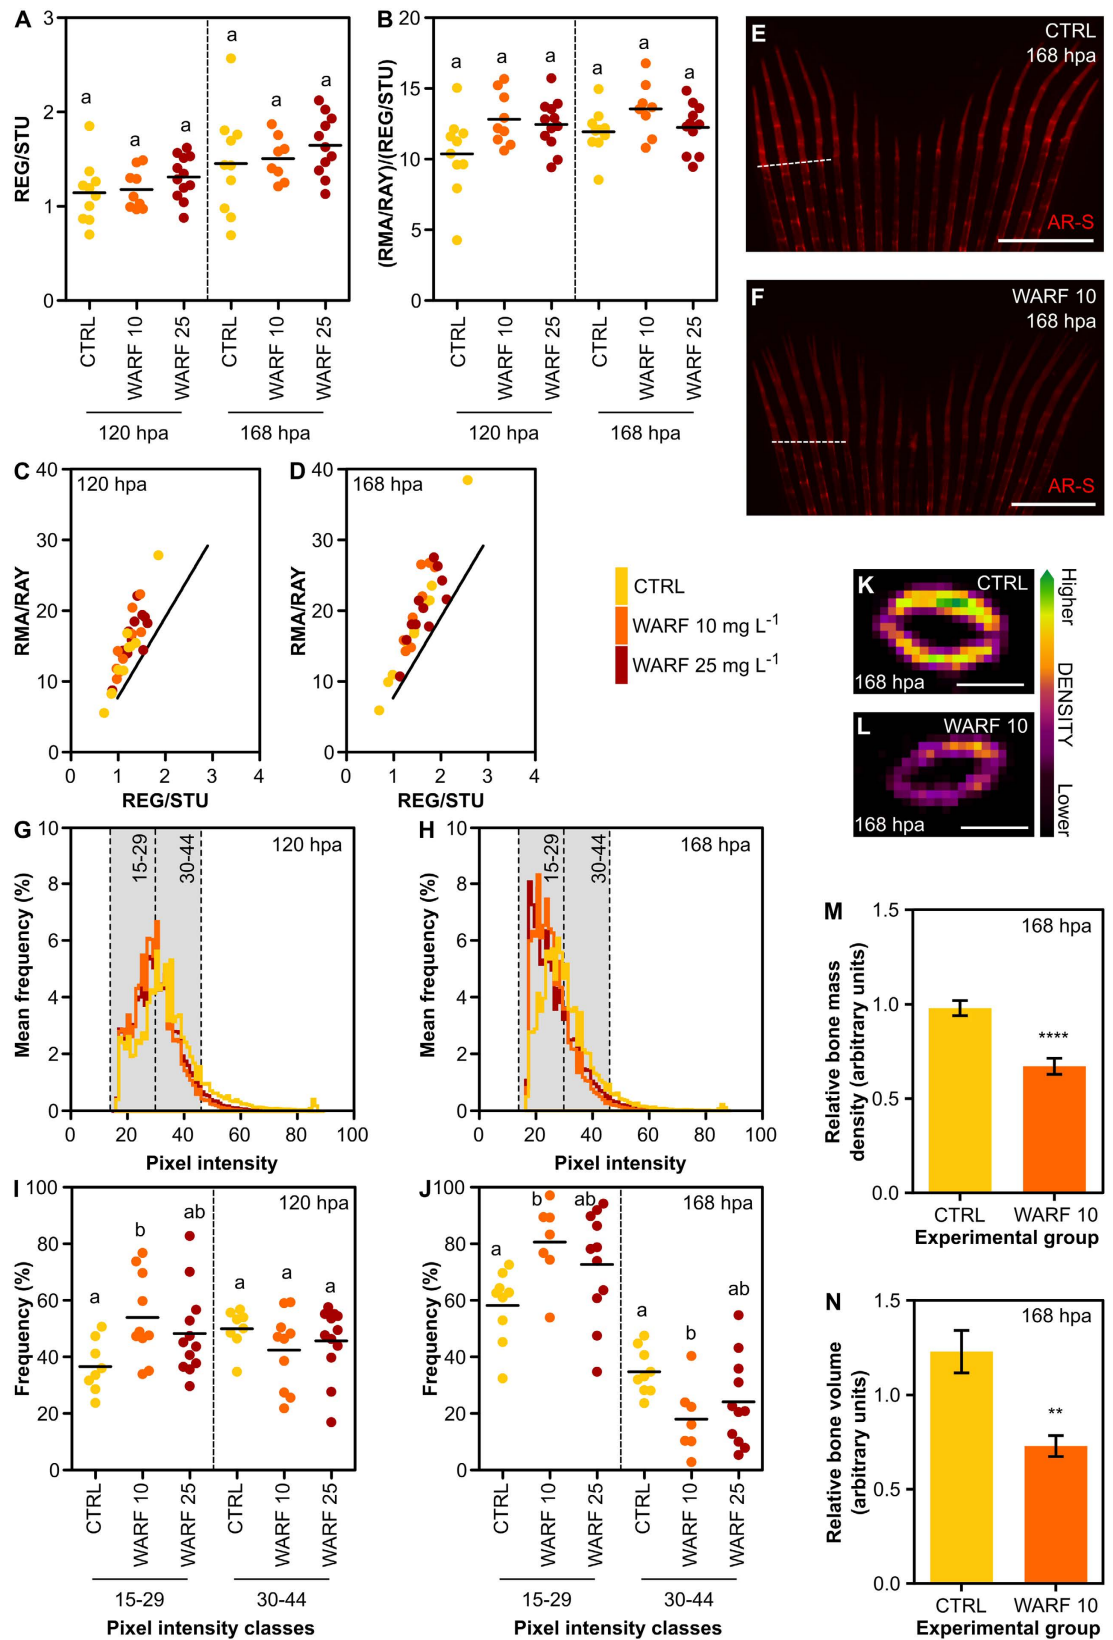 A
REG/STU
3
2
1
0
a
a
a
a
a
a
CTRL
WARF 10
WARF 25
CTRL
WARF 10
WARF 25
120 hpa
168 hpa
B
(RMA/RAY)/(REG/STU)
20
15
10
5
0
a
a
a
a
a
a
CTRL
WARF 10
WARF 25
CTRL
WARF 10
WARF 25
120 hpa
168 hpa
E
CTRL
168 hpa
AR-S
F
WARF 10
168 hpa
AR-S
C
120 hpa
RMA/RAY
40
30
20
10
0
0 1 2 3 4
REG/STU
D
168 hpa
RMA/RAY
40
30
20
10
0
0 1 2 3 4
REG/STU
CTRL
WARF 10 mg L-1
WARF 25 mg L-1
K
CTRL
168 hpa
L
WARF 10
168 hpa
Higher
DENSITY
Lower
G
120 hpa
15-29
30-44
Mean frequency (%)
10
8
6
4
2
0
0 20 40 60 80 100
Pixel intensity
H
168 hpa
15-29
30-44
Mean frequency (%)
10
8
6
4
2
0
0 20 40 60 80 100
Pixel intensity
M
168 hpa
Relative bone mass
density (arbitrary units)
1.5
1.0
0.5
0.0
****
CTRL WARF 10
Experimental group
I
120 hpa
Frequency (%)
100
80
60
40
20
0
a
b
ab
a
a
a
CTRL
WARF 10
WARF 25
CTRL
WARF 10
WARF 25
15-29
30-44
Pixel intensity classes
J
168 hpa
Frequency (%)
100
80
60
40
20
0
a
b
ab
a
b
ab
CTRL
WARF 10
WARF 25
CTRL
WARF 10
WARF 25
15-29
30-44
Pixel intensity classes
N
168 hpa
Relative bone volume
(arbitrary units)
1.5
1.0
0.5
0.0
**
CTRL WARF 10
Experimental group